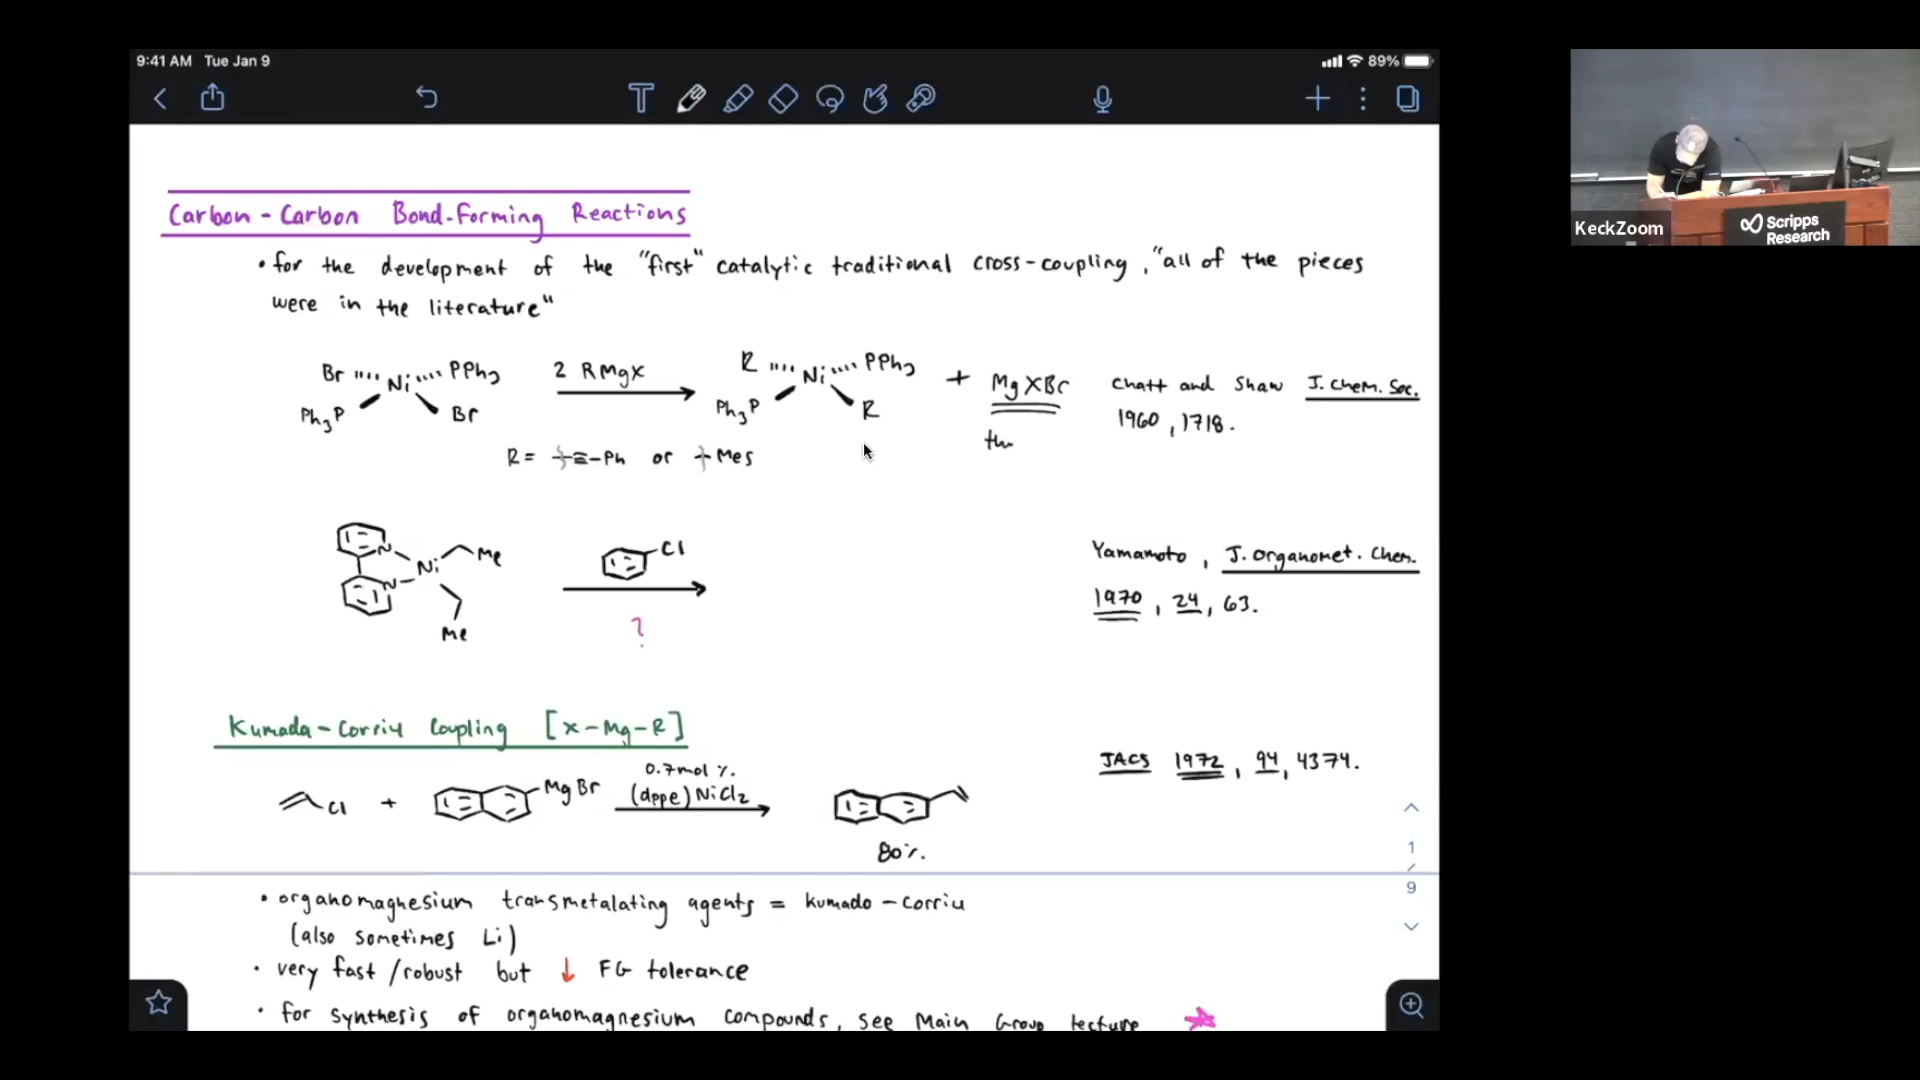 9:41 AM Tue Jan 9
89%
KeckZoom
Scripps
Research
Carbon-Carbon Bond-Forming Reactions
• for the development of the "first" catalytic traditional cross-coupling, "all of the pieces
were in the literature"
Br Ni PPh3
Ph3P Br
2 RMgX
R Ni PPh3
Ph3P R
+ MgXBr
Chatt and Shaw J. Chem. Soc.
1960, 1718.
R= ≡-Ph or Mes
N Ni Me
N
Me
Cl
?
Yamamoto, J. Organomet. Chem.
1970, 24, 63.
Kumada-Corriu Coupling [X-Mg-R]
Cl + MgBr
0.7 mol %.
(dppe)NiCl2
80%.
JACS 1972, 94, 4374.
1
/
9
• organomagnesium transmetalating agents = kumado-corriu
(also sometimes Li)
• very fast/robust but ↓ FG tolerance
• for synthesis of organomagnesium compounds, see Main Group lecture